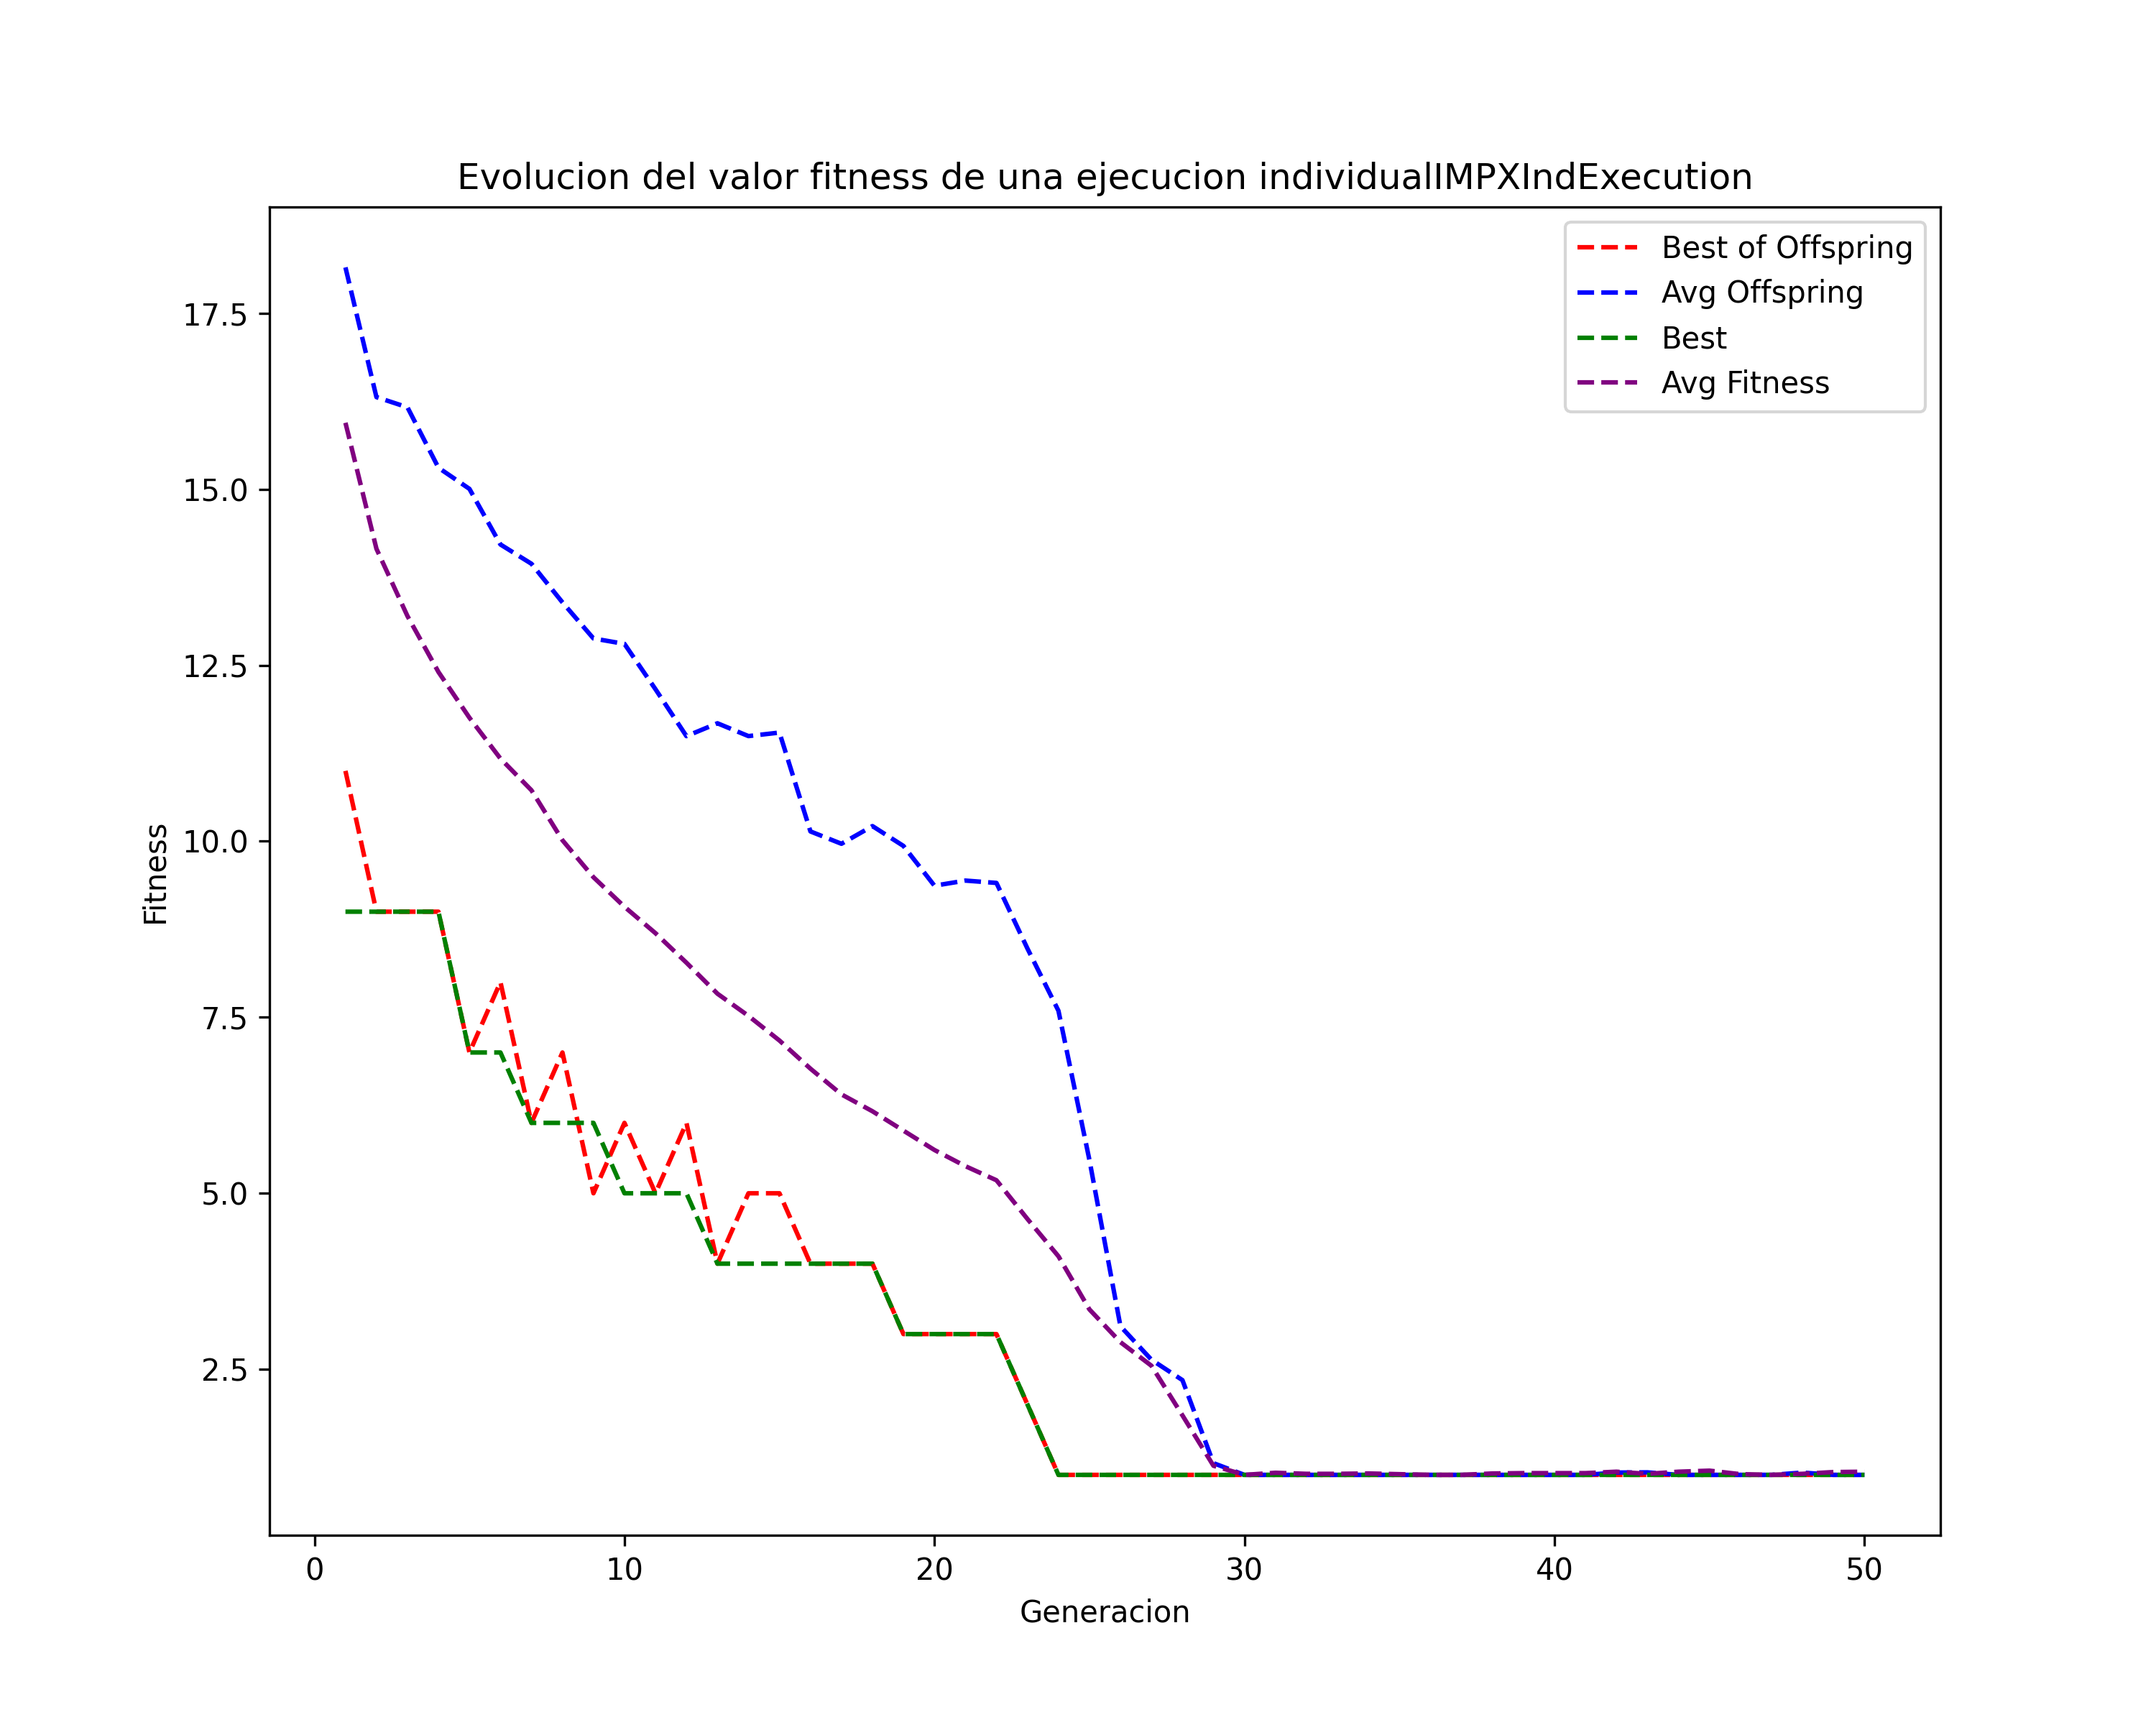 Evolucion del valor fitness de una ejecucion individualIMPXIndExecution
Best of Offspring
Avg Offspring
Best
Avg Fitness
Fitness
17.5
15.0
12.5
10.0
7.5
5.0
2.5
0 10 20 30 40 50
Generacion